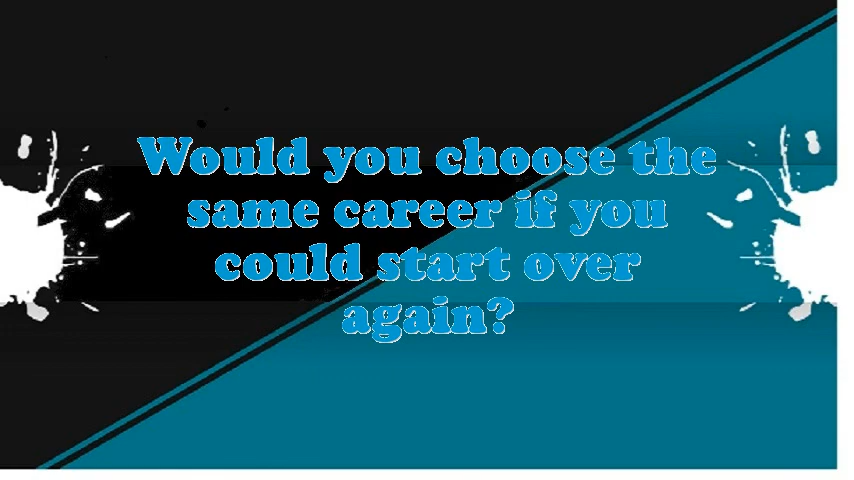 Would you choose the
same career if you
could start over
again?